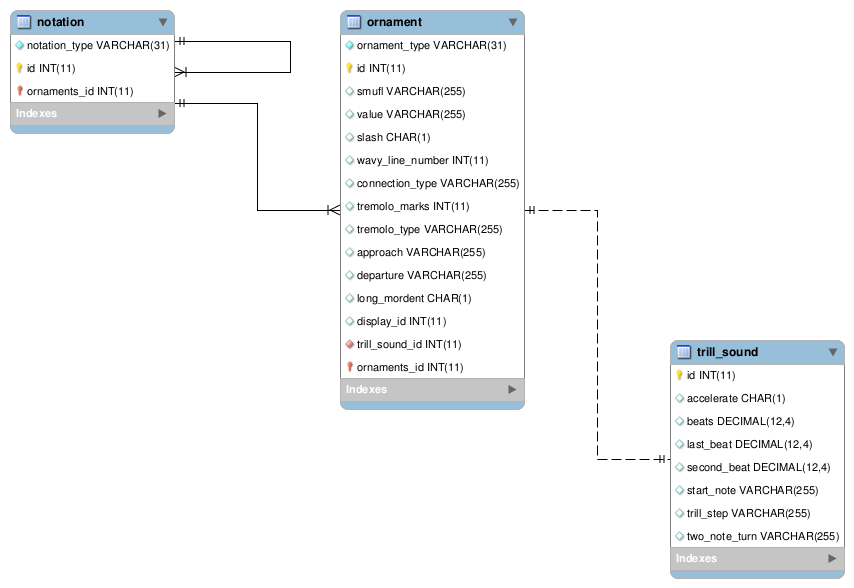 notation
notation_type VARCHAR(31)
id INT(11)
ornaments_id INT(11)
Indexes
ornament
ornament_type VARCHAR(31)
id INT(11)
smufl VARCHAR(255)
value VARCHAR(255)
slash CHAR(1)
wavy_line_number INT(11)
connection_type VARCHAR(255)
tremolo_marks INT(11)
tremolo_type VARCHAR(255)
approach VARCHAR(255)
departure VARCHAR(255)
long_mordent CHAR(1)
display_id INT(11)
trill_sound_id INT(11)
ornaments_id INT(11)
Indexes
trill_sound
id INT(11)
accelerate CHAR(1)
beats DECIMAL(12,4)
last_beat DECIMAL(12,4)
second_beat DECIMAL(12,4)
start_note VARCHAR(255)
trill_step VARCHAR(255)
two_note_turn VARCHAR(255)
Indexes